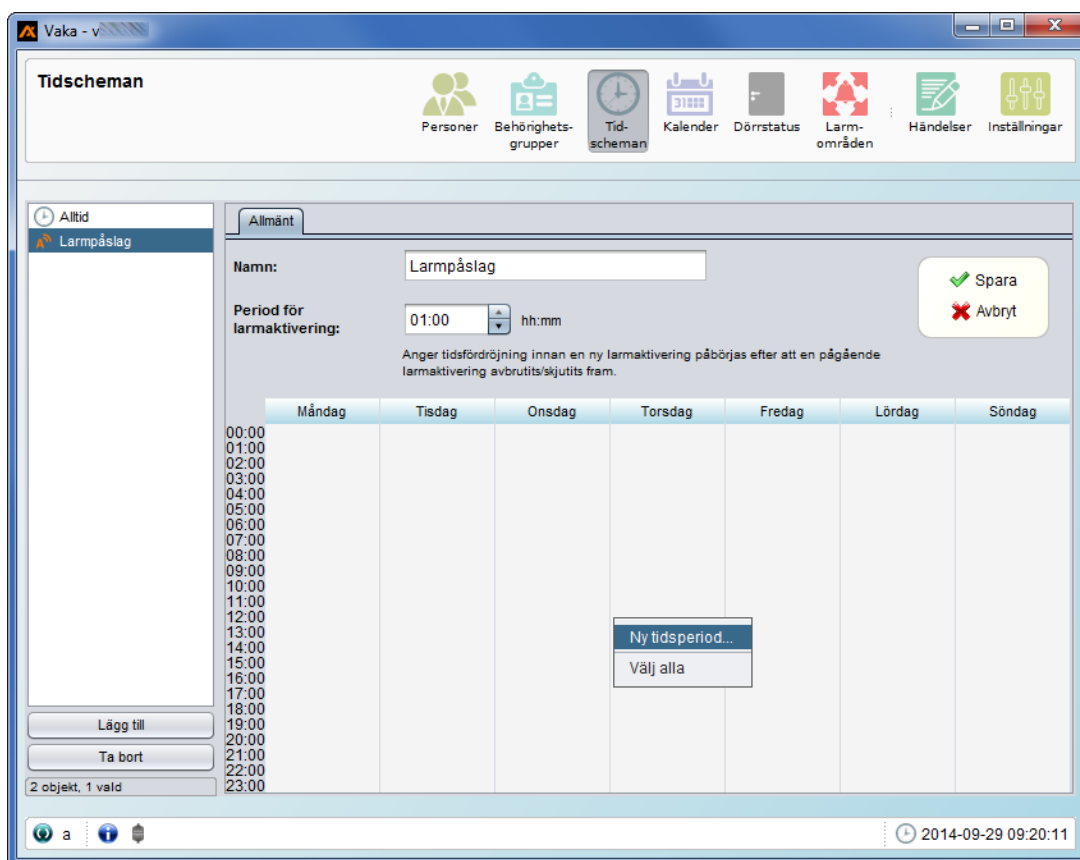 Vaka - v
Tidscheman
Personer
Behörighets-
grupper
Tid-
scheman
Kalender
Dörrstatus
Larm-
områden
Händelser
Inställningar
Alltid
Larmpåslag
Allmänt
Namn:
Larmpåslag
Spara
Avbryt
Period för
larmaktivering:
01:00
hh:mm
Anger tidsfördröjning innan en ny larmaktivering påbörjas efter att en pågående
larmaktivering avbrutits/skjutits fram.
Måndag Tisdag Onsdag Torsdag Fredag Lördag Söndag
00:00
01:00
02:00
03:00
04:00
05:00
06:00
07:00
08:00
09:00
10:00
11:00
12:00
13:00
14:00
15:00
16:00
17:00
18:00
19:00
20:00
21:00
22:00
23:00
Ny tidsperiod...
Välj alla
Lägg till
Ta bort
2 objekt, 1 vald
a
2014-09-29 09:20:11